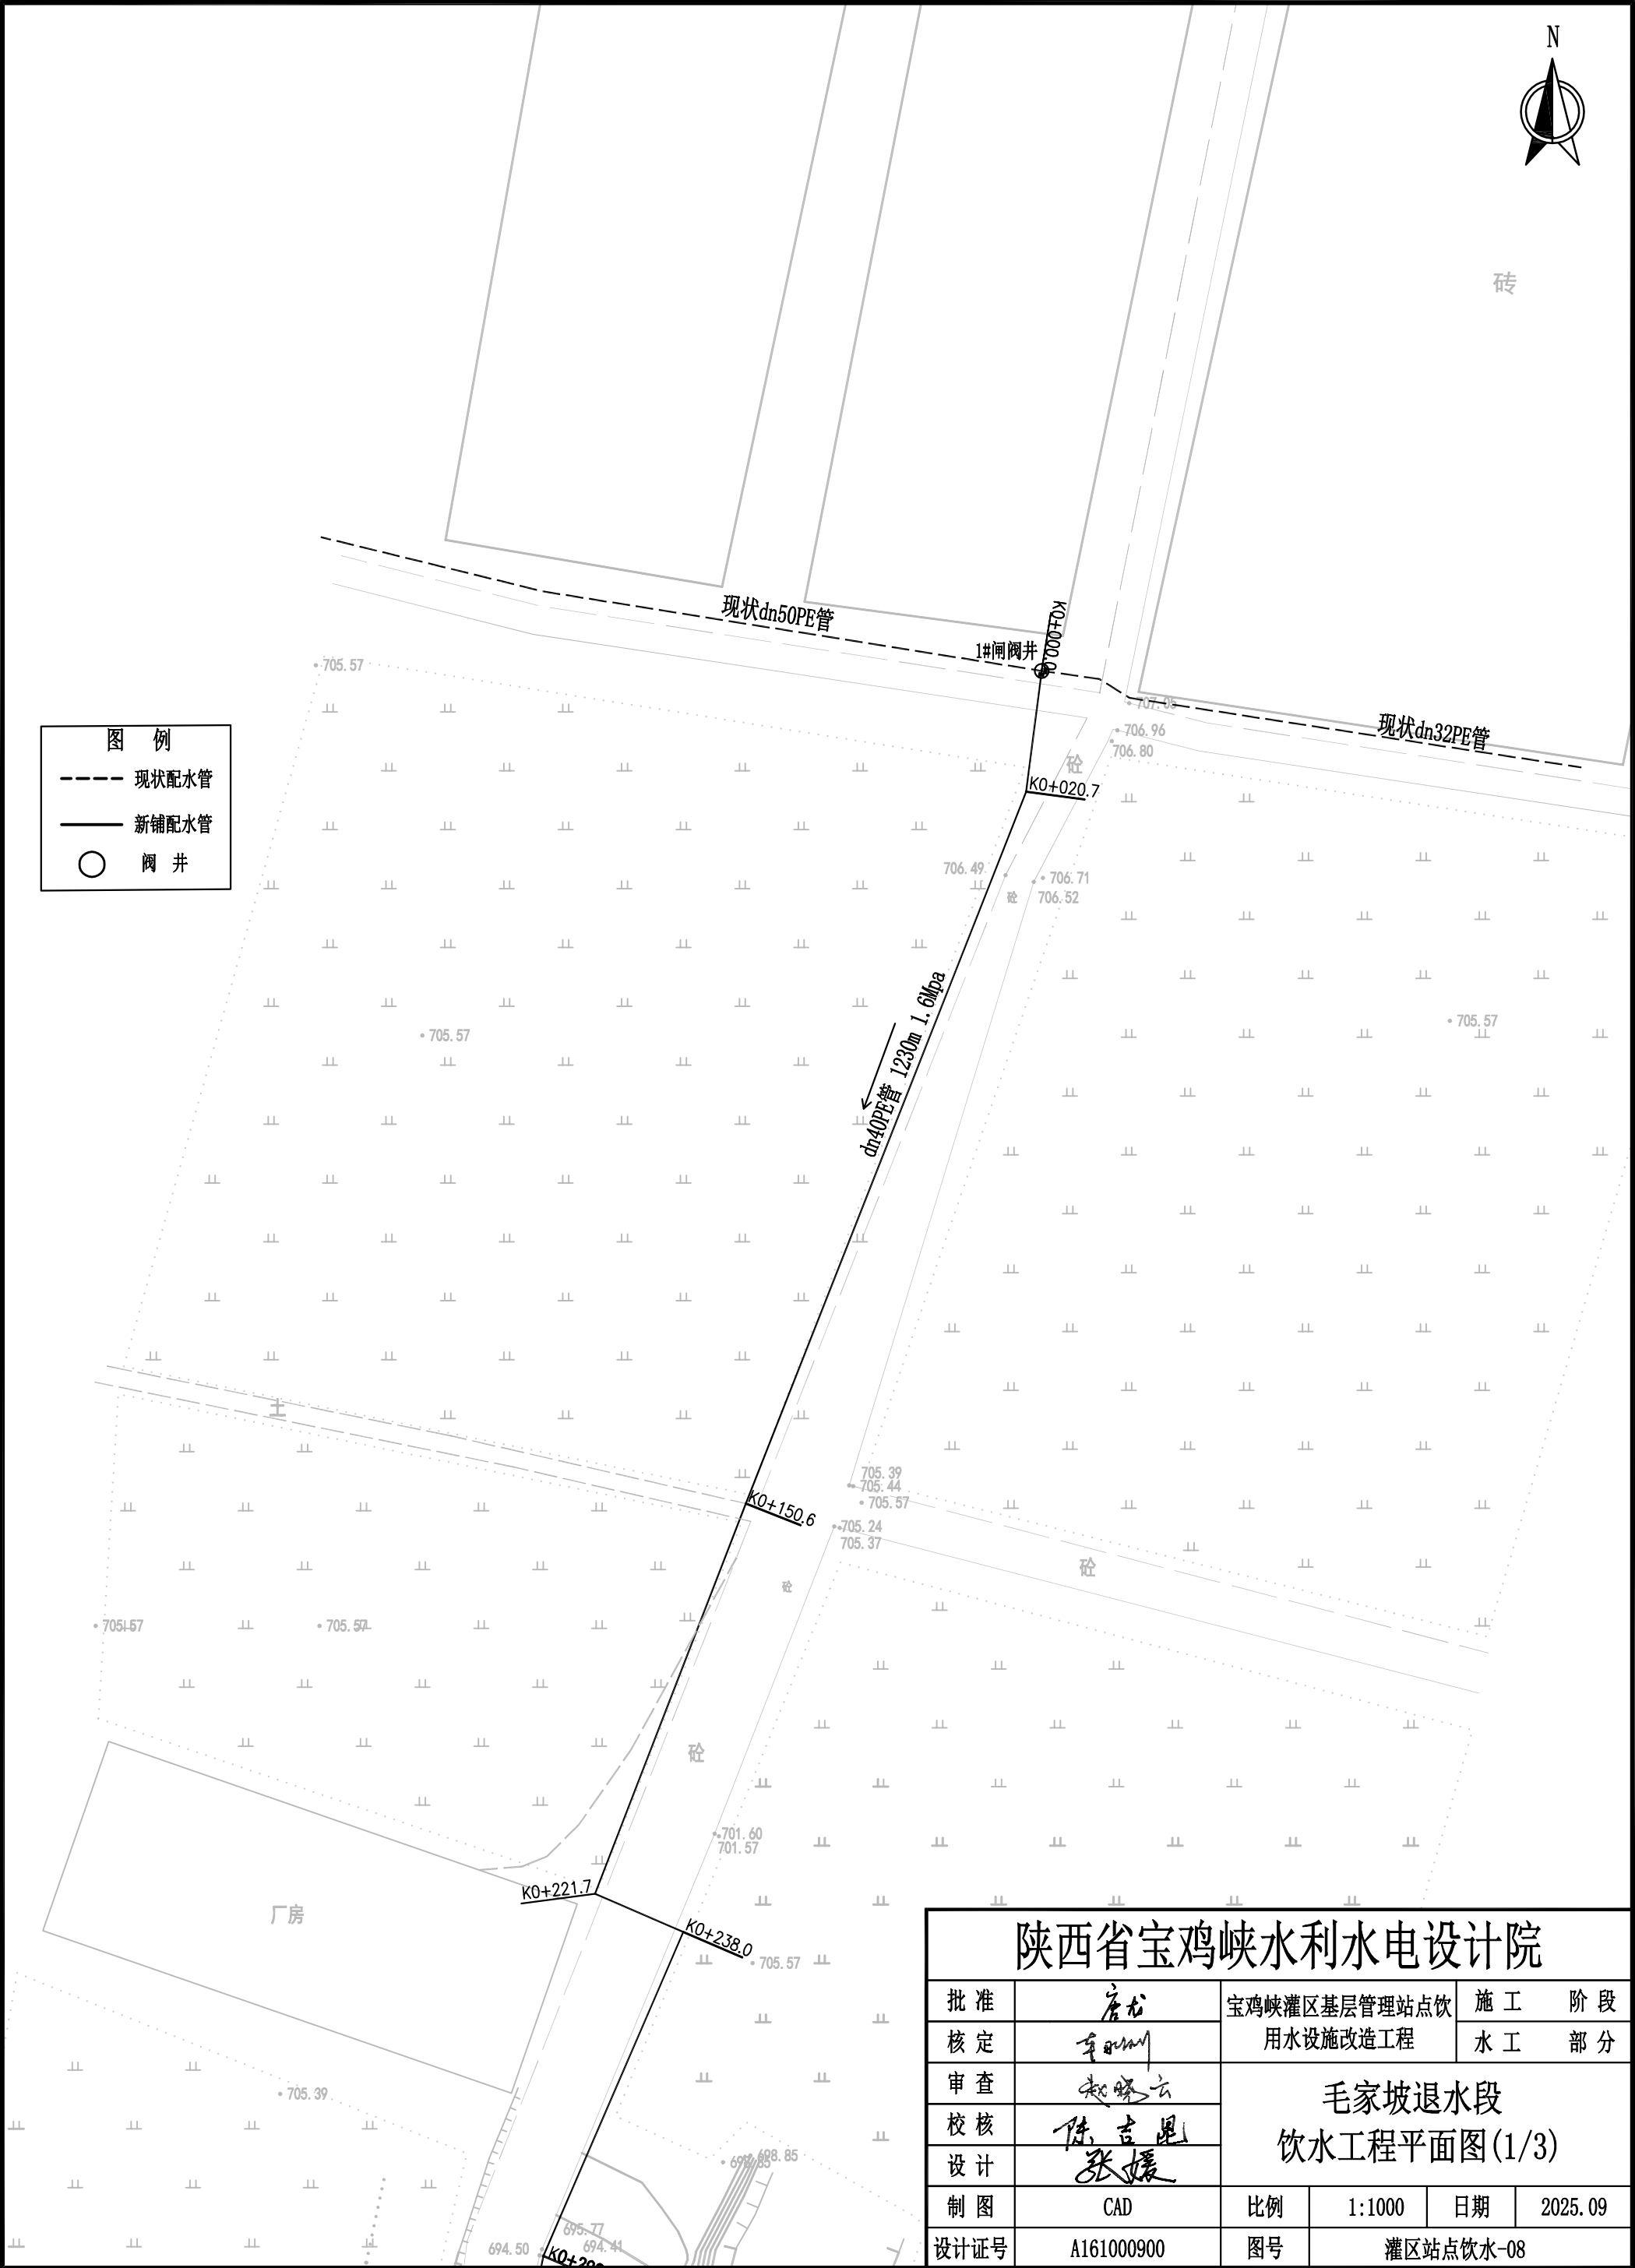 N
砖
现状dn50PE管
K0+000.0
1#闸阀井
705.57
707.05
706.96
706.80
现状dn32PE管
砼
K0+020.7
图 例
现状配水管
新铺配水管
阀 井
706.49
706.71
砼
706.52
dn40PE管 1230m 1.6Mpa
705.57
705.57
土
705.39
705.44
K0+150.6
705.57
705.24
705.37
砼
砼
705.57
705.57
砼
701.60
701.57
K0+221.7
厂房
K0+238.0
705.57
705.39
698.85
695.77
694.41
694.50
陕西省宝鸡峡水利水电设计院
批 准
唐龙
宝鸡峡灌区基层管理站点饮
用水设施改造工程
施 工 阶 段
核 定
水 工 部 分
审 查
赵晓云
毛家坡退水段
饮水工程平面图(1/3)
校 核
设 计
张媛
制 图
CAD
比例
1:1000
日期
2025.09
设计证号
A161000900
图号
灌区站点饮水-08